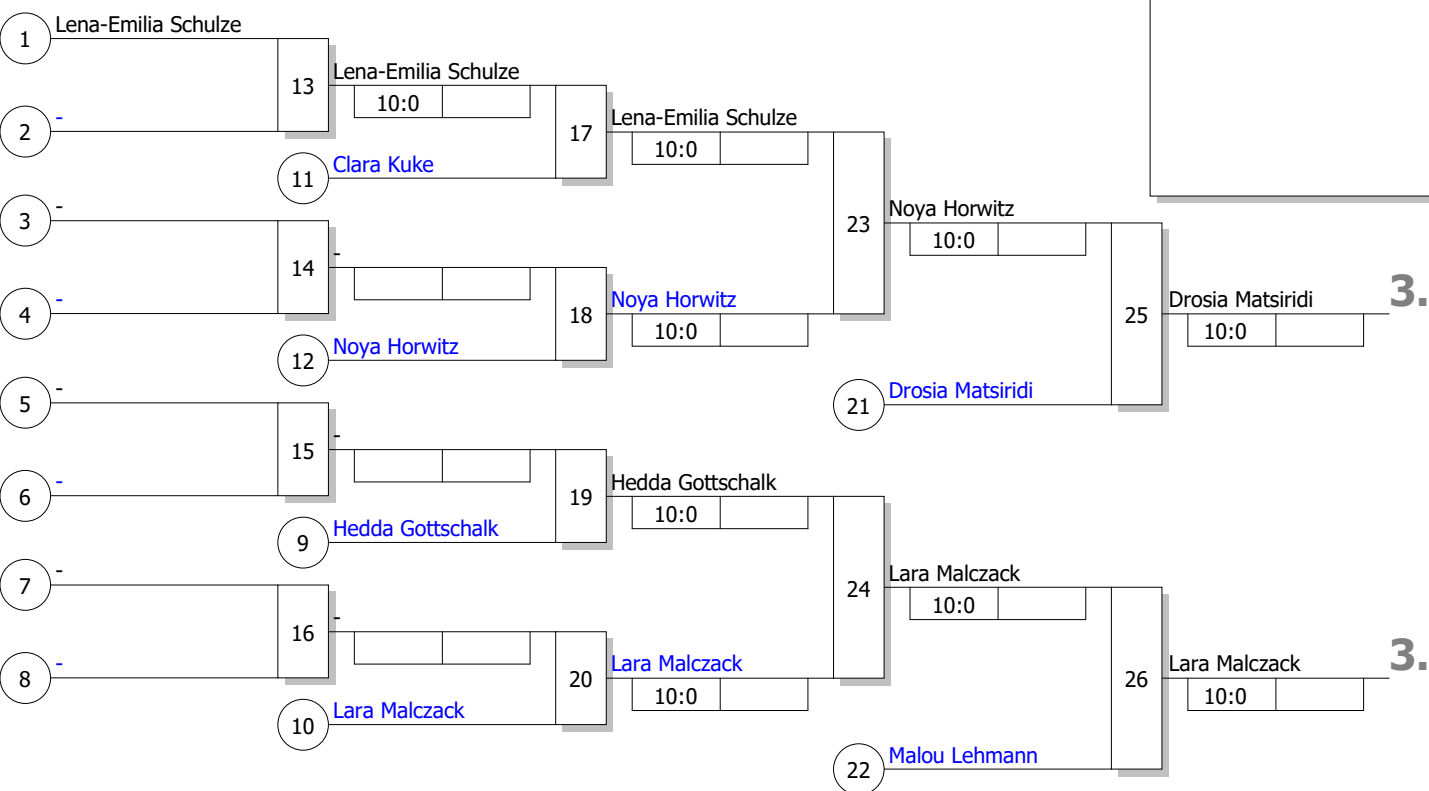 1 Lena-Emilia Schulze
13 Lena-Emilia Schulze
10:0
2 -
17 Lena-Emilia Schulze
10:0
11 Clara Kuke
3 -
23 Noya Horwitz
10:0
14 -
4 -
18 Noya Horwitz
10:0
12 Noya Horwitz
25 Drosia Matsiridi 3.
10:0
5 -
21 Drosia Matsiridi
15 -
6 -
19 Hedda Gottschalk
10:0
9 Hedda Gottschalk
7 -
24 Lara Malczack
10:0
16 -
8 -
20 Lara Malczack
10:0
10 Lara Malczack
26 Lara Malczack 3.
10:0
22 Malou Lehmann